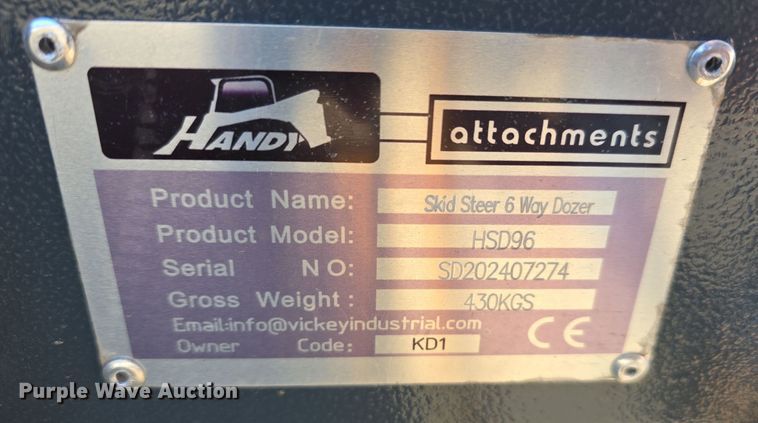 HANDY
attachments
Product Name: Skid Steer 6 Way Dozer
Product Model: HSD96
Serial NO: SD202407274
Gross Weight: 430KGS
Email:info@vickeyindustrial.com
CE
Owner Code: KD1
Purple Wave Auction